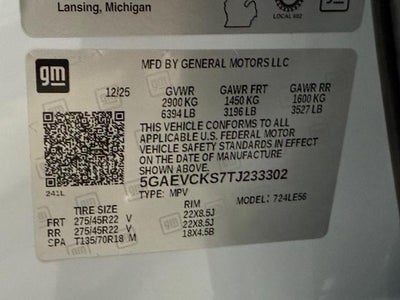 Lansing, Michigan
LOCAL 602
gm
MFD BY GENERAL MOTORS LLC
12/25 GVWR GAWR FRT GAWR RR
2900 KG 1450 KG 1600 KG
6394 LB 3196 LB 3527 LB
THIS VEHICLE CONFORMS TO ALL
APPLICABLE U.S. FEDERAL MOTOR
VEHICLE SAFETY STANDARDS IN EFFECT
ON THE DATE OF MANUFACTURE
SHOWN ABOVE.
5GAEVCKS7TJ233302
TYPE: MPV MODEL: 724LE56
241L
TIRE SIZE RIM
FRT 275/45R22 V 22X8.5J
RR 275/45R22 V 22X8.5J
SPA T135/70R18 M 18X4.5B